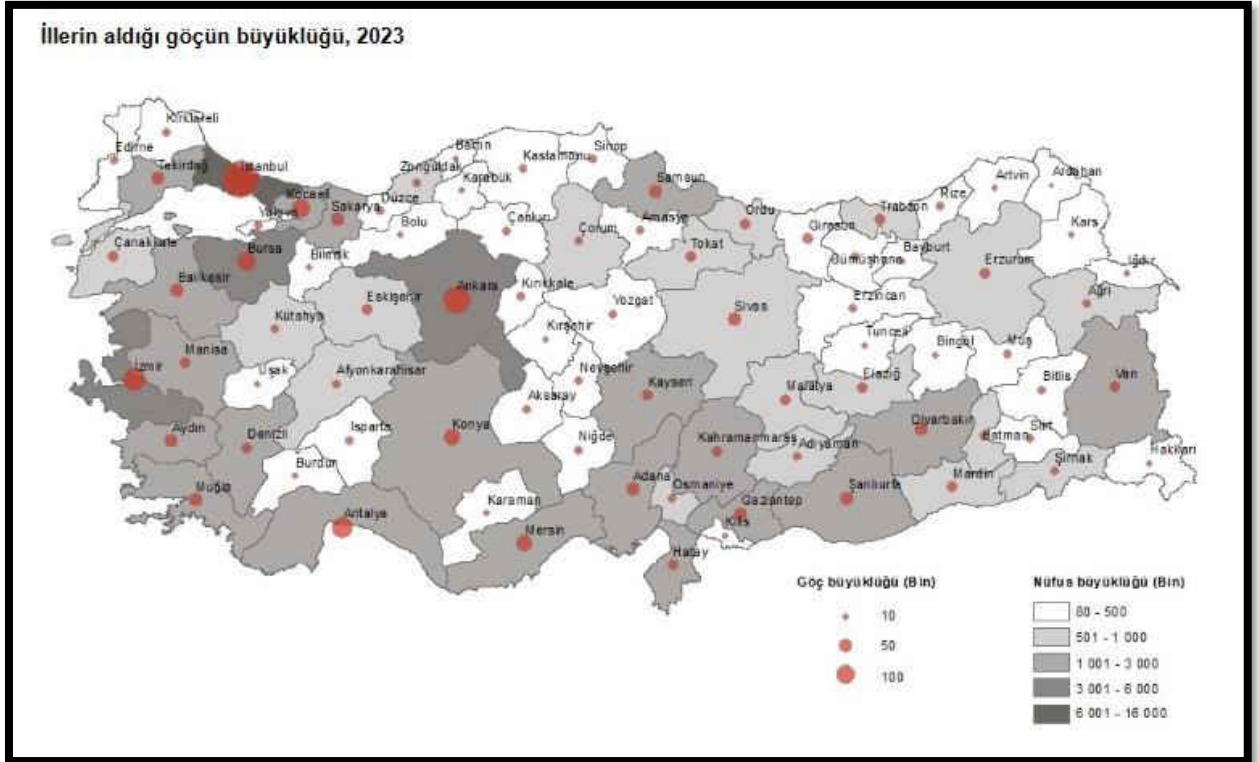 İllerin aldığı göçün büyüklüğü, 2023
Kırklareli
Edirne
Tekirdağ
İstanbul
Kocaeli
Yalova
Sakarya
Düzce
Zonguldak
Bartın
Karabük
Kastamonu
Sinop
Samsun
Bolu
Çankırı
Çorum
Amasya
Ordu
Tokat
Giresun
Trabzon
Rize
Artvin
Ardahan
Kars
Gümüşhane
Bayburt
Erzurum
Iğdır
Ağrı
Çanakkale
Balıkesir
Bursa
Bilecik
Kütahya
Eskişehir
Ankara
Kırıkkale
Kırşehir
Yozgat
Sivas
Erzincan
Tunceli
Bingöl
Muş
Bitlis
Van
İzmir
Manisa
Uşak
Afyonkarahisar
Nevşehir
Aksaray
Kayseri
Malatya
Elazığ
Diyarbakır
Batman
Siirt
Şırnak
Hakkari
Aydın
Denizli
Isparta
Burdur
Konya
Niğde
Kahramanmaraş
Adıyaman
Mardin
Şanlıurfa
Muğla
Antalya
Karaman
Mersin
Adana
Osmaniye
Gaziantep
Kilis
Hatay
Göç büyüklüğü (Bin)
10
50
100
Nüfus büyüklüğü (Bin)
80 - 500
501 - 1 000
1 001 - 3 000
3 001 - 6 000
6 001 - 16 000